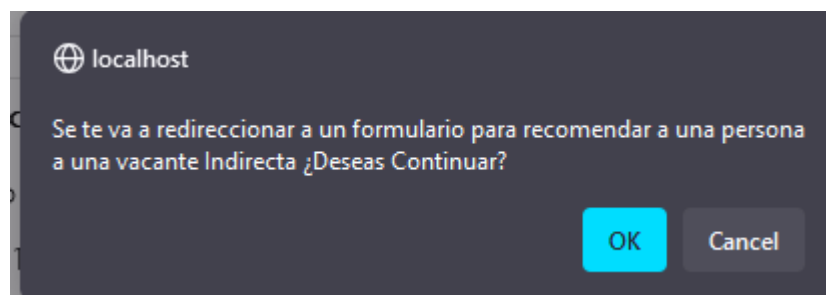 localhost
Se te va a redireccionar a un formulario para recomendar a una persona
a una vacante Indirecta ¿Deseas Continuar?
OK
Cancel